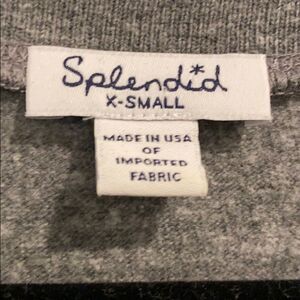 Splendid
X-SMALL
MADE IN USA
OF
IMPORTED
FABRIC